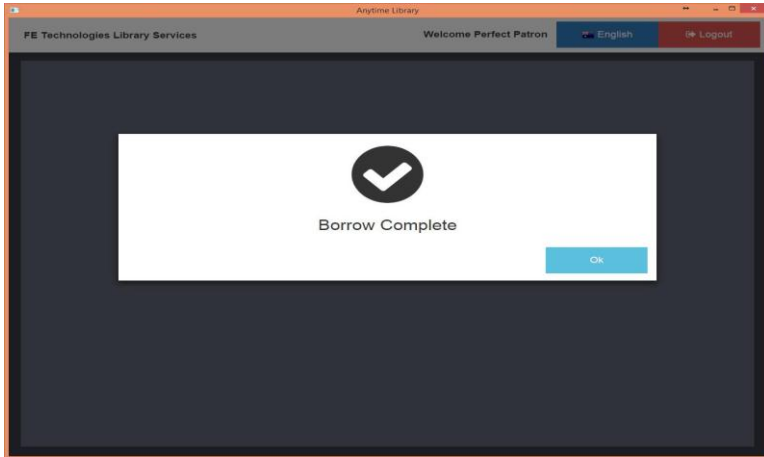 Anytime Library
FE Technologies Library Services
Welcome Perfect Patron
English
Logout
Borrow Complete
Ok